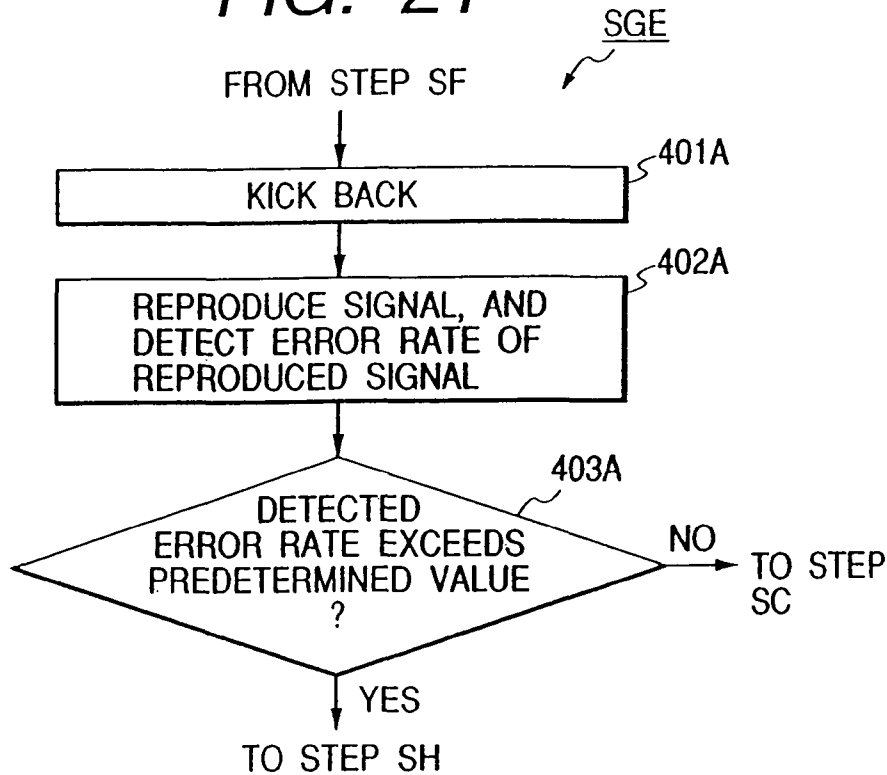 FIG. 21
SGE
FROM STEP SF
401A
KICK BACK
402A
REPRODUCE SIGNAL, AND
DETECT ERROR RATE OF
REPRODUCED SIGNAL
403A
DETECTED
ERROR RATE EXCEEDS
PREDETERMINED VALUE
?
NO
TO STEP
SC
YES
TO STEP SH